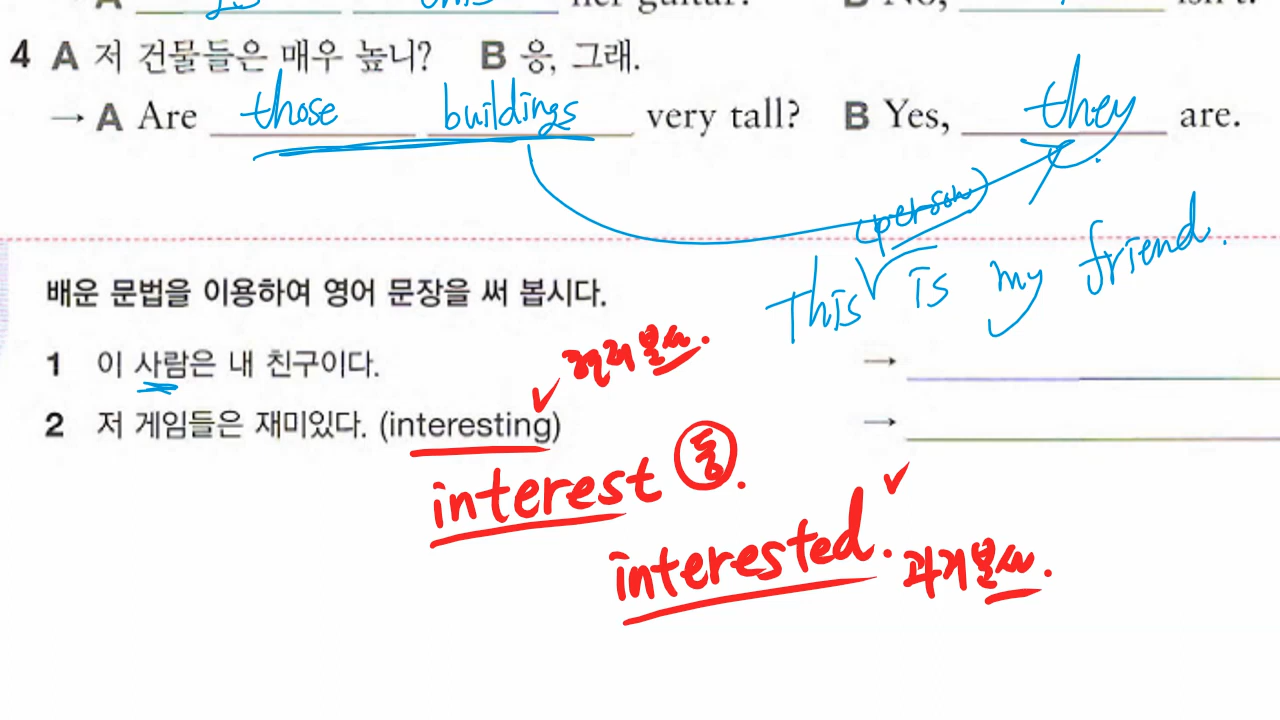 4 A 저 건물들은 매우 높니? B 응, 그래.
→ A Are those buildings very tall? B Yes, they are.
(person)
This is my friend.
배운 문법을 이용하여 영어 문장을 써 봅시다.
현재분사.
1 이 사람은 내 친구이다. →
2 저 게임들은 재미있다. (interesting) →
interest 동.
interested. 과거분사.